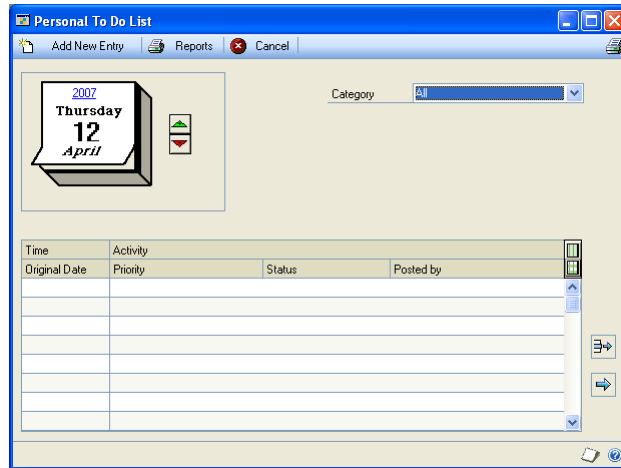 Personal To Do List
Add New Entry Reports Cancel
2007
Thursday
12
April
Category All
Time Activity
Original Date Priority Status Posted by